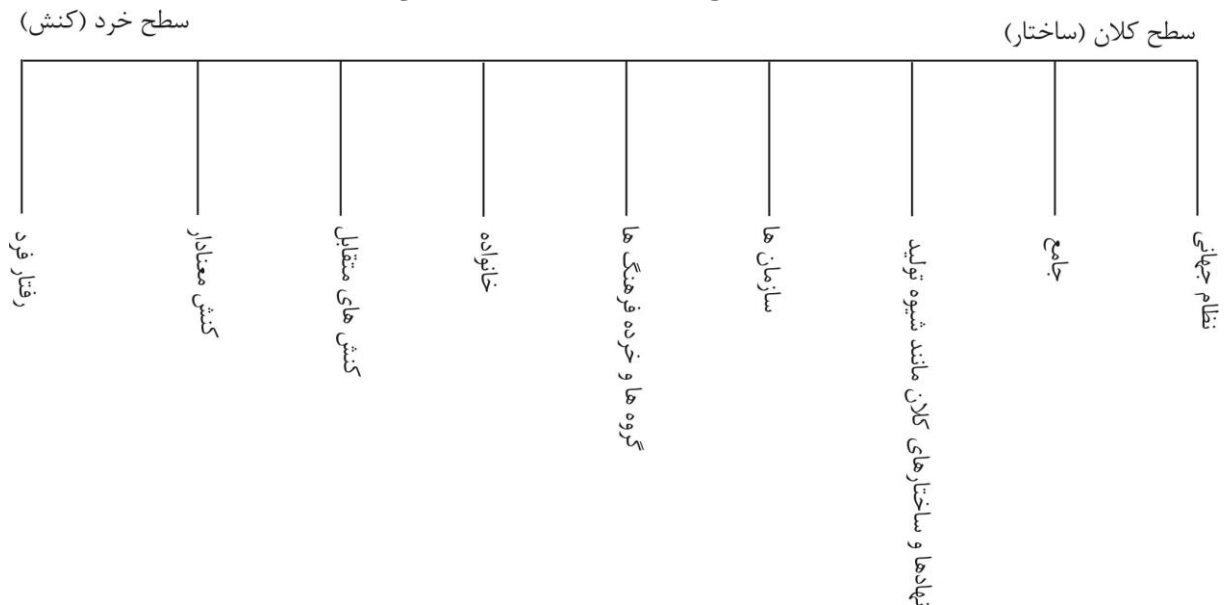 سطح کلان (ساختار)
سطح خرد (کنش)
نظام جهانی
جامع
نهادها و ساختارهای کلان مانند شیوه تولید
سازمان ها
گروه ها و خرده فرهنگ ها
خانواده
کنش های متقابل
کنش معنادار
رفتار فرد